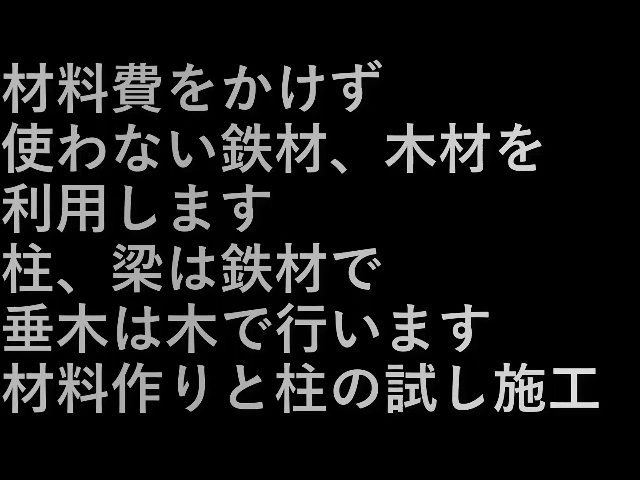 材料費をかけず
使わない鉄材、木材を
利用します
柱、梁は鉄材で
垂木は木で行います
材料作りと柱の試し施工